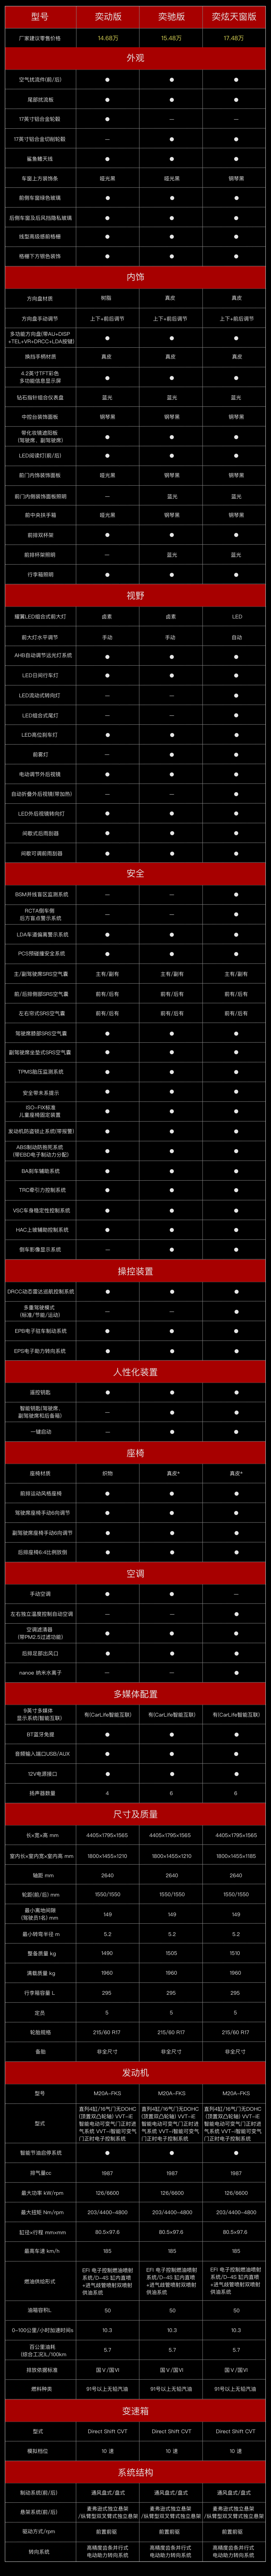 型号 奕动版 奕驰版 奕炫天窗版
厂家建议零售价格 14.68万 15.48万 17.48万
外观
空气扰流件(前/后) ● ● ●
尾部扰流板 ● ● ●
17英寸铝合金轮毂 ● — —
17英寸铝合金切削轮毂 — ● ●
鲨鱼鳍天线 ● ● ●
车窗上方装饰条 哑光黑 哑光黑 钢琴黑
前侧车窗绿色玻璃 ● ● ●
后侧车窗及后风挡隐私玻璃 ● ● ●
线型高级感前格栅 ● ● ●
格栅下方银色装饰 ● ● ●
内饰
方向盘材质 树脂 真皮 真皮
方向盘手动调节 上下+前后调节 上下+前后调节 上下+前后调节
多功能方向盘(带AU+DISP
+TEL+VR+DRCC+LDA按键) ● ● ●
换挡手柄材质 真皮 真皮 真皮
4.2英寸TFT彩色
多功能信息显示屏 ● ● ●
钻石指针组合仪表盘 蓝光 蓝光 蓝光
中控台装饰面板 钢琴黑 钢琴黑 钢琴黑
带化妆镜遮阳板
(驾驶席、副驾驶席) ● ● ●
LED阅读灯(前/后) ● ● ●
前门内饰装饰面板 哑光黑 钢琴黑 钢琴黑
前门内侧装饰面板照明 — 蓝光 蓝光
前中央扶手箱 哑光黑 钢琴黑 钢琴黑
前排双杯架 ● ● ●
前排杯架照明 — 蓝光 蓝光
行李箱照明 ● ● ●
视野
耀翼LED组合式前大灯 卤素 卤素 LED
前大灯水平调节 手动 手动 自动
AHB自动调节远光灯系统 ● ● ●
LED日间行车灯 ● ● ●
LED流动式转向灯 — — ●
LED组合式尾灯 — — ●
LED高位刹车灯 ● ● ●
前雾灯 — ● ●
电动调节外后视镜 ● ● ●
自动折叠外后视镜(带加热) — — ●
LED外后视镜转向灯 ● ● ●
间歇式后雨刮器 ● ● ●
间歇可调前雨刮器 ● ● ●
安全
BSM并线盲区监测系统 — — ●
RCTA倒车侧
后方盲点警示系统 — — ●
LDA车道偏离警示系统 ● ● ●
PCS预碰撞安全系统 ● ● ●
主/副驾驶席SRS空气囊 主有/副有 主有/副有 主有/副有
前/后排侧部SRS空气囊 前有/后有 前有/后有 前有/后有
左右帘式SRS空气囊 前有/后有 前有/后有 前有/后有
驾驶席膝部SRS空气囊 ● ● ●
副驾驶席坐垫式SRS空气囊 ● ● ●
TPMS胎压监测系统 ● ● ●
安全带未系提示 ● ● ●
ISO-FIX标准
儿童座椅固定装置 ● ● ●
发动机防盗锁止系统(带报警) ● ● ●
ABS制动防抱死系统
(带EBD电子制动力分配) ● ● ●
BA刹车辅助系统 ● ● ●
TRC牵引力控制系统 ● ● ●
VSC车身稳定性控制系统 ● ● ●
HAC上坡辅助控制系统 ● ● ●
倒车影像显示系统 — ● ●
操控装置
DRCC动态雷达巡航控制系统 ● ● ●
多重驾驶模式
(标准/节能/运动) — — ●
EPB电子驻车制动系统 ● ● ●
EPS电子助力转向系统 ● ● ●
人性化装置
遥控钥匙 ● ● ●
智能钥匙(驾驶席、
副驾驶席和后备箱) — ● ●
一键启动 — ● ●
座椅
座椅材质 织物 真皮* 真皮*
前排运动风格座椅 ● ● ●
驾驶席座椅手动6向调节 ● ● ●
副驾驶席座椅手动4向调节 ● ● ●
后排座椅6:4比例放倒 ● ● ●
空调
手动空调 ● ● —
左右独立温度控制自动空调 — — ●
空调滤清器
(带PM2.5过滤功能) ● ● ●
后排足部出风口 ● ● ●
nanoe 纳米水离子 — — ●
多媒体配置
9英寸多媒体
显示系统(智能互联) 有(CarLife智能互联) 有(CarLife智能互联) 有(CarLife智能互联)
BT蓝牙免提 ● ● ●
音频输入端口USB/AUX ● ● ●
12V电源接口 ● ● ●
扬声器数量 4 6 6
尺寸及质量
长×宽×高 mm 4405×1795×1565 4405×1795×1565 4405×1795×1565
室内长×室内宽×室内高 mm 1800×1455×1210 1800×1455×1210 1800×1455×1185
轴距 mm 2640 2640 2640
轮距(前/后) mm 1550/1550 1550/1550 1550/1550
最小离地间隙
(驾驶员1名) mm 149 149 149
最小转弯半径 m 5.2 5.2 5.2
整备质量 kg 1490 1505 1510
满载质量 kg 1960 1960 1960
行李箱容量 L 295 295 295
定员 5 5 5
轮胎规格 215/60 R17 215/60 R17 215/60 R17
备胎 非全尺寸 非全尺寸 非全尺寸
发动机
型号 M20A-FKS M20A-FKS M20A-FKS
型式 直列4缸/16气门无DOHC
(顶置双凸轮轴) VVT-iE
智能电动可变气门正时进
气系统 VVT-i智能可变气
门正时电子控制系统 直列4缸/16气门无DOHC
(顶置双凸轮轴) VVT-iE
智能电动可变气门正时进
气系统 VVT-i智能可变气
门正时电子控制系统 直列4缸/16气门无DOHC
(顶置双凸轮轴) VVT-iE
智能电动可变气门正时进
气系统 VVT-i智能可变气
门正时电子控制系统
智能节油启停系统 ● ● ●
排气量cc 1987 1987 1987
最大功率 kW/rpm 126/6600 126/6600 126/6600
最大扭矩 Nm/rpm 203/4400-4800 203/4400-4800 203/4400-4800
缸径×行程 mm×mm 80.5×97.6 80.5×97.6 80.5×97.6
最高车速 km/h 185 185 185
燃油供给形式 EFI 电子控制燃油喷射
系统/D-4S 缸内直喷
+进气歧管喷射双喷射
供油系统 EFI 电子控制燃油喷射
系统/D-4S 缸内直喷
+进气歧管喷射双喷射
供油系统 EFI 电子控制燃油喷射
系统/D-4S 缸内直喷
+进气歧管喷射双喷射
供油系统
油箱容积L 50 50 50
0-100公里/小时加速时间s 10.3 10.3 10.3
百公里油耗
(综合工况)L/100km 5.7 5.7 5.7
排放依据标准 国Ⅴ/国Ⅵ 国Ⅴ/国Ⅵ 国Ⅴ/国Ⅵ
燃料种类 91号以上无铅汽油 91号以上无铅汽油 91号以上无铅汽油
变速箱
型式 Direct Shift CVT Direct Shift CVT Direct Shift CVT
模拟档位 10 速 10 速 10 速
系统结构
制动系统(前/后) 通风盘式/盘式 通风盘式/盘式 通风盘式/盘式
悬架系统(前/后) 麦弗逊式独立悬架
/纵臂型双叉臂式独立悬架 麦弗逊式独立悬架
/纵臂型双叉臂式独立悬架 麦弗逊式独立悬架
/纵臂型双叉臂式独立悬架
驱动方式/rpm 前置前驱 前置前驱 前置前驱
转向系统 高精度齿条并行式
电动助力转向系统 高精度齿条并行式
电动助力转向系统 高精度齿条并行式
电动助力转向系统